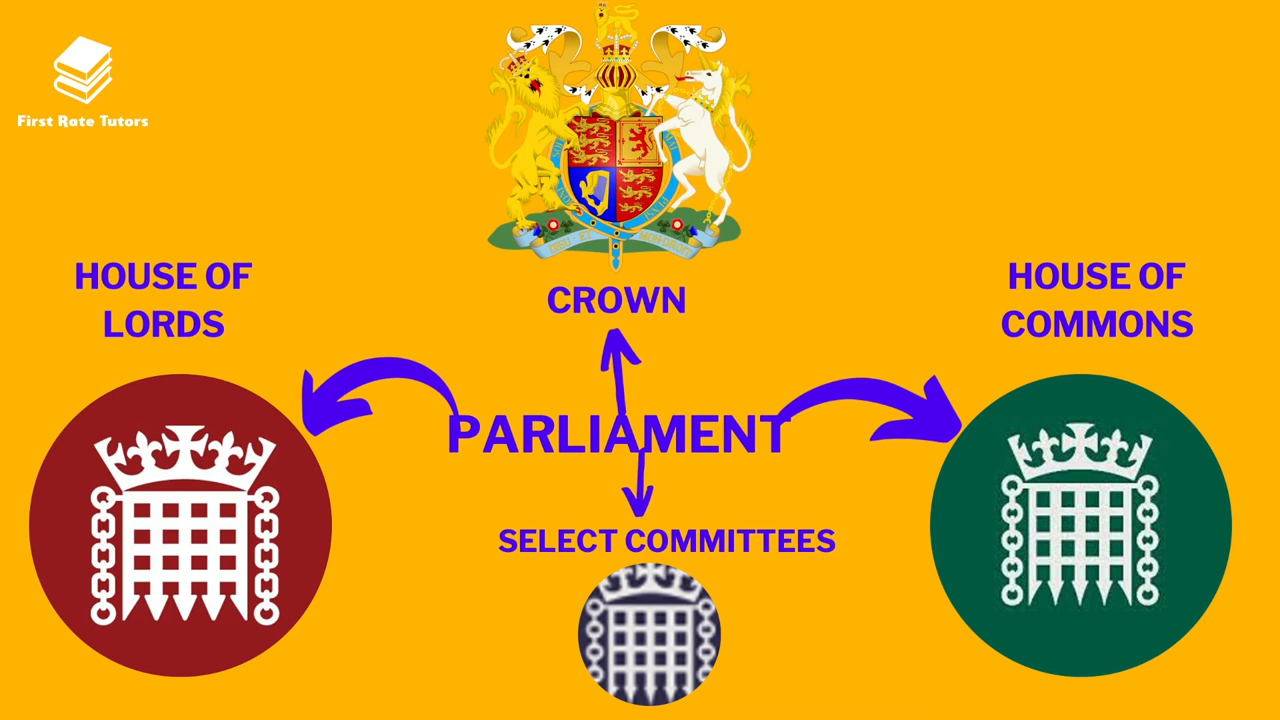 First Rate Tutors
HOUSE OF
LORDS
CROWN
HOUSE OF
COMMONS
PARLIAMENT
SELECT COMMITTEES